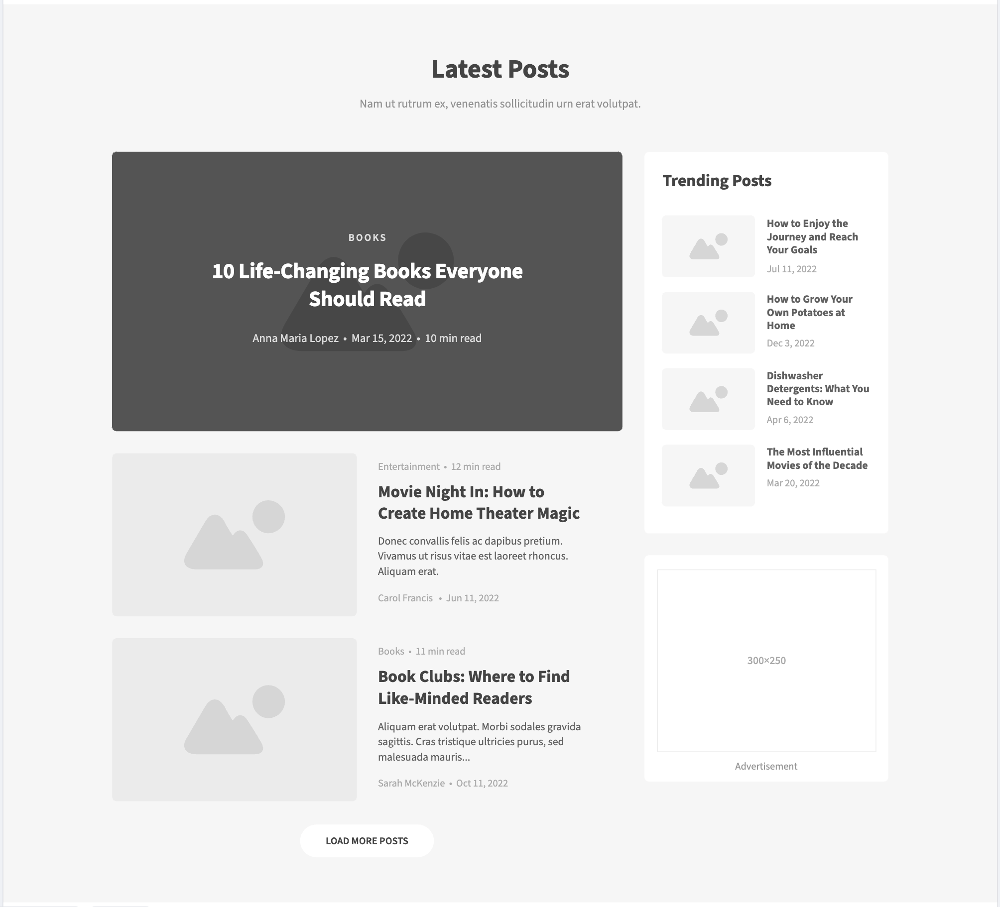 Latest Posts
Nam ut rutrum ex, venenatis sollicitudin urn erat volutpat.
BOOKS
10 Life-Changing Books Everyone
Should Read
Anna Maria Lopez • Mar 15, 2022 • 10 min read
Entertainment • 12 min read
Movie Night In: How to
Create Home Theater Magic
Donec convallis felis ac dapibus pretium.
Vivamus ut risus vitae est laoreet rhoncus.
Aliquam erat.
Carol Francis • Jun 11, 2022
Books • 11 min read
Book Clubs: Where to Find
Like-Minded Readers
Aliquam erat volutpat. Morbi sodales gravida
sagittis. Cras tristique ultricies purus, sed
malesuada mauris...
Sarah McKenzie • Oct 11, 2022
LOAD MORE POSTS
Trending Posts
How to Enjoy the
Journey and Reach
Your Goals
Jul 11, 2022
How to Grow Your
Own Potatoes at
Home
Dec 3, 2022
Dishwasher
Detergents: What You
Need to Know
Apr 6, 2022
The Most Influential
Movies of the Decade
Mar 20, 2022
300×250
Advertisement